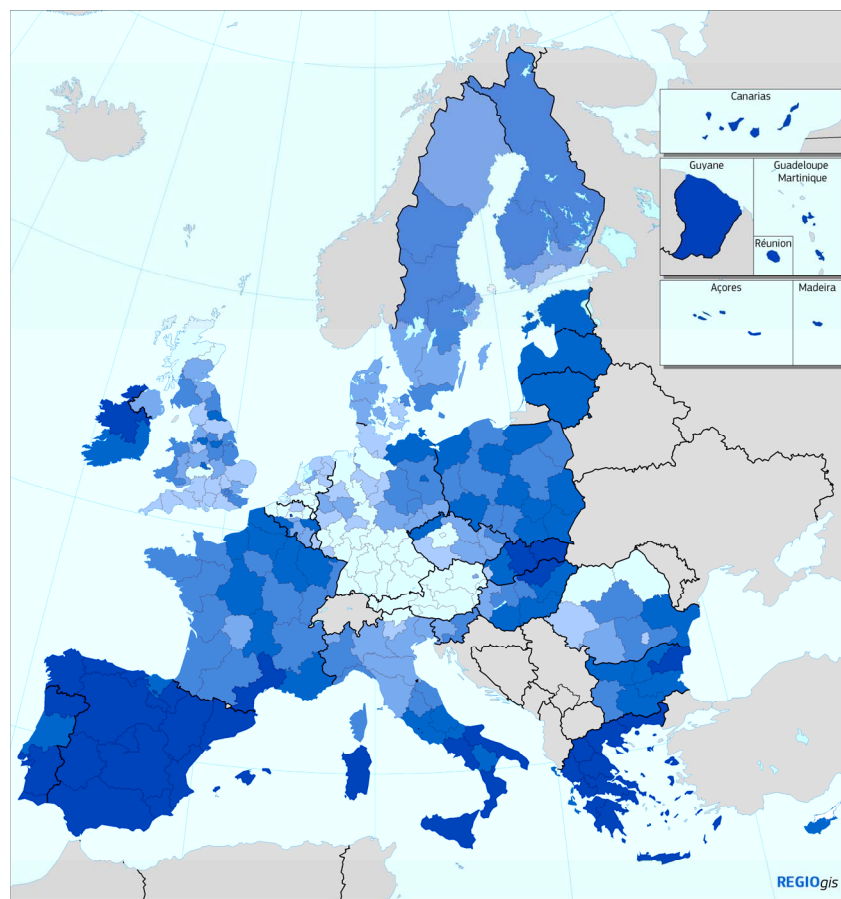 Canarias
Guyane
Guadeloupe
Martinique
Réunion
Açores
Madeira
REGIOgis